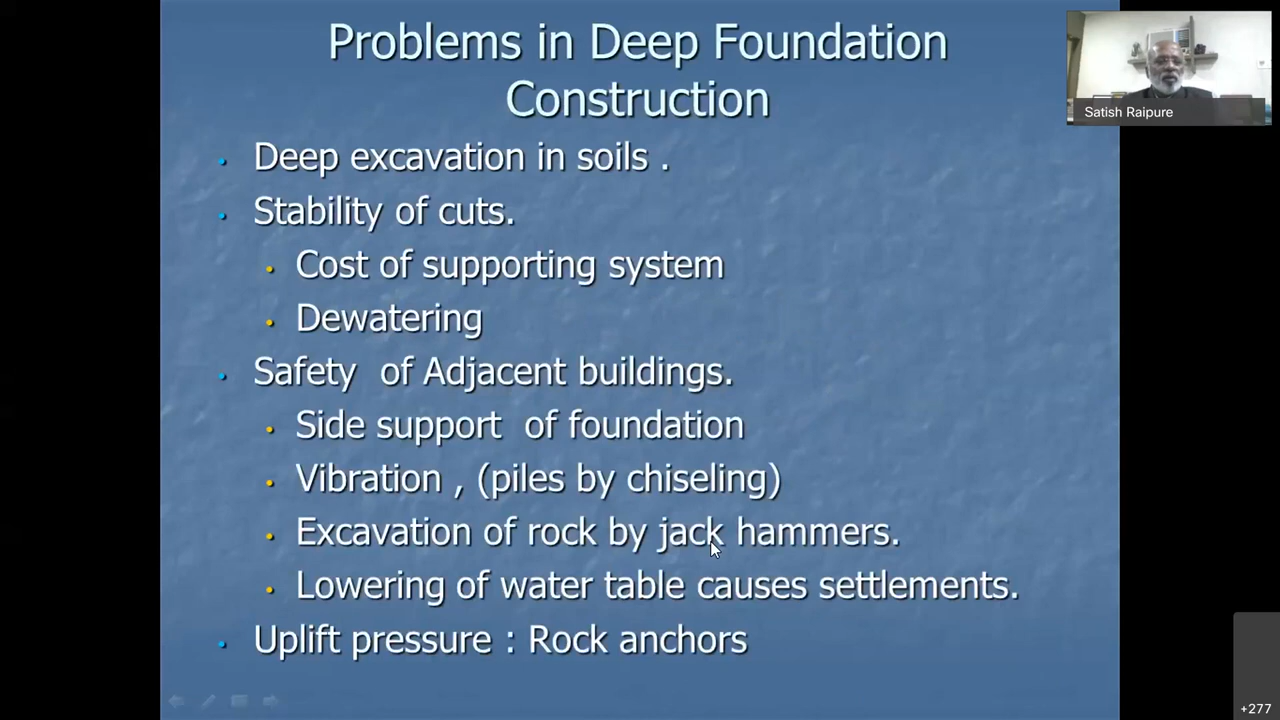 Problems in Deep Foundation
Construction
Satish Raipure
Deep excavation in soils .
Stability of cuts.
Cost of supporting system
Dewatering
Safety of Adjacent buildings.
Side support of foundation
Vibration , (piles by chiseling)
Excavation of rock by jack hammers.
Lowering of water table causes settlements.
Uplift pressure : Rock anchors
+277